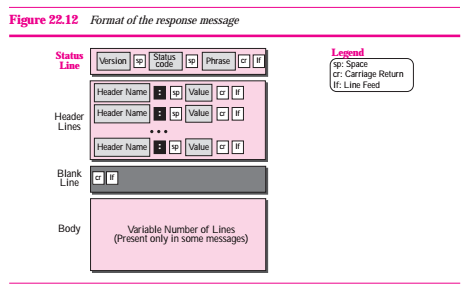 Figure 22.12 Format of the response message
Status
Line
Version sp Status
code sp Phrase cr lf
Legend
sp: Space
cr: Carriage Return
lf: Line Feed
Header
Lines
Header Name : sp Value cr lf
Header Name : sp Value cr lf
•••
Header Name : sp Value cr lf
Blank
Line
cr lf
Body
Variable Number of Lines
(Present only in some messages)